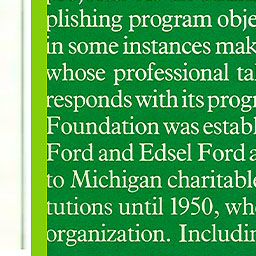 plishing program obje
in some instances mak
whose professional tal
responds with its progr
Foundation was establ
Ford and Edsel Ford a
to Michigan charitable
tutions until 1950, whe
organization. Includin